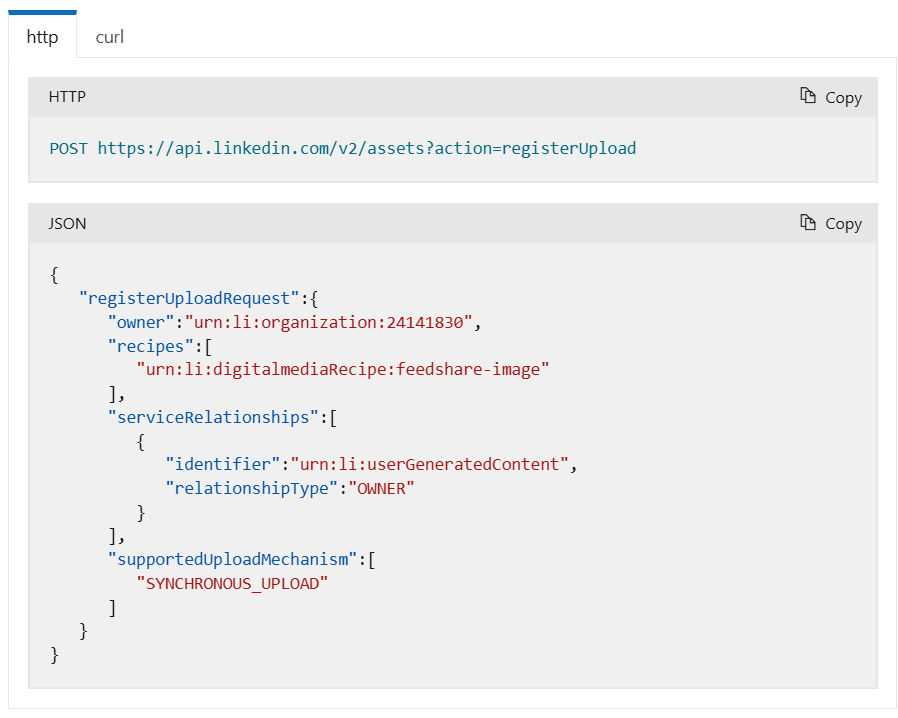 http curl
HTTP Copy
POST https://api.linkedin.com/v2/assets?action=registerUpload
JSON Copy
{
   "registerUploadRequest":{
      "owner":"urn:li:organization:24141830",
      "recipes":[
         "urn:li:digitalmediaRecipe:feedshare-image"
      ],
      "serviceRelationships":[
         {
            "identifier":"urn:li:userGeneratedContent",
            "relationshipType":"OWNER"
         }
      ],
      "supportedUploadMechanism":[
         "SYNCHRONOUS_UPLOAD"
      ]
   }
}